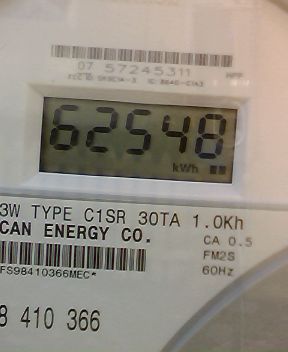 07 57245311
62548
kWh
3W TYPE C1SR 30TA 1.0Kh
CAN ENERGY CO. CA 0.5
FM2S
FS98410366MEC* 60Hz
8 410 366